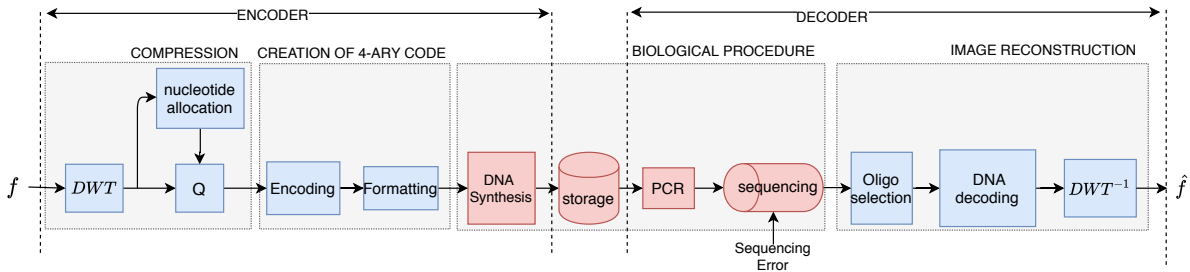 ENCODER
DECODER
COMPRESSION
CREATION OF 4-ARY CODE
BIOLOGICAL PROCEDURE
IMAGE RECONSTRUCTION
nucleotide
allocation
f
DWT
Q
Encoding
Formatting
DNA
Synthesis
storage
PCR
sequencing
Sequencing
Error
Oligo
selection
DNA
decoding
DWT⁻¹
f̂